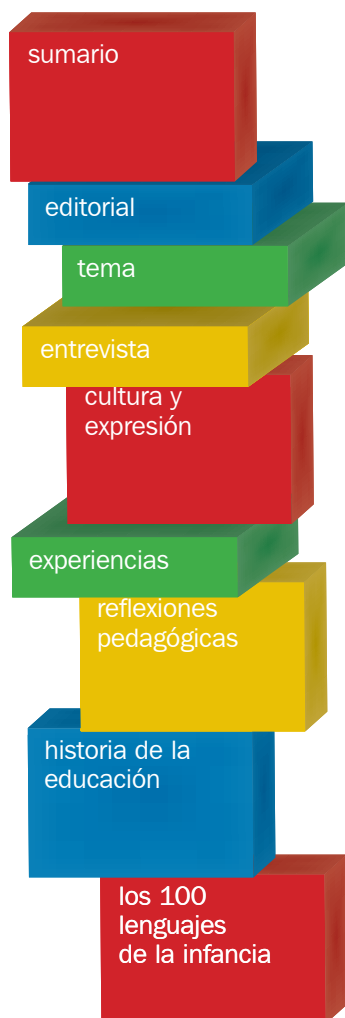 sumario
editorial
tema
entrevista
cultura y
expresión
experiencias
reflexiones
pedagógicas
historia de la
educación
los 100
lenguajes
de la infancia